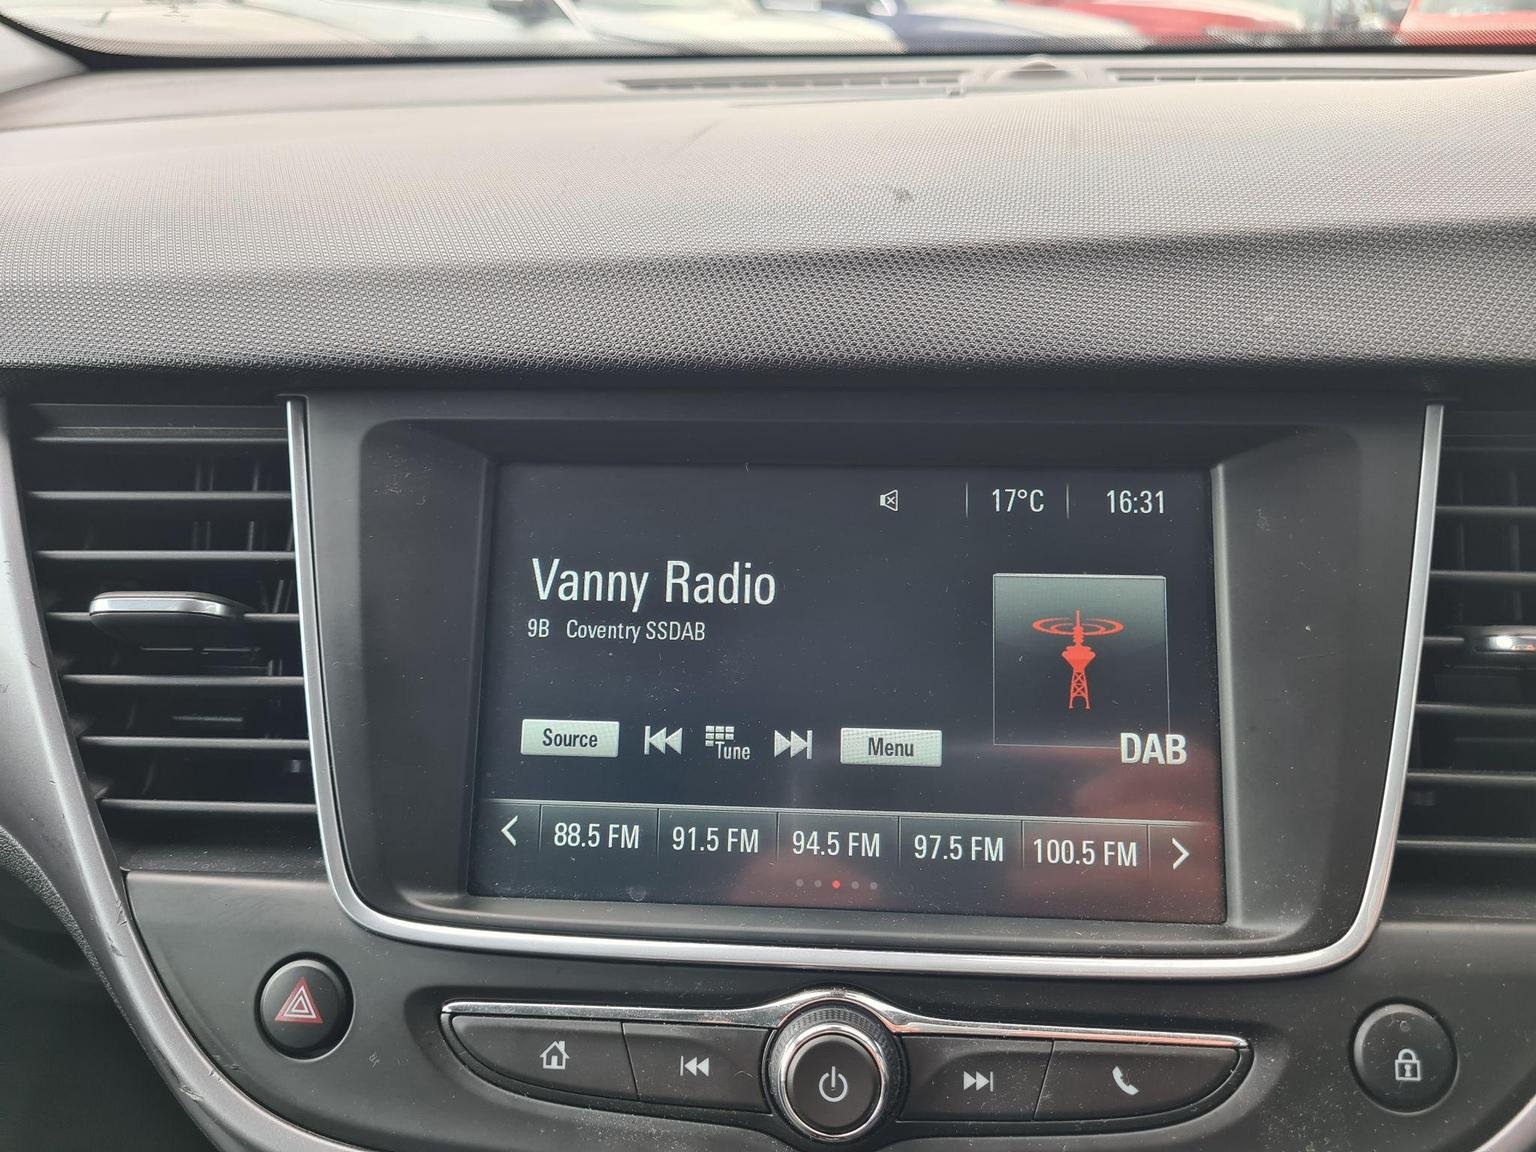 17°C 16:31
Vanny Radio
9B Coventry SSDAB
Source Tune Menu
DAB
88.5 FM 91.5 FM 94.5 FM 97.5 FM 100.5 FM